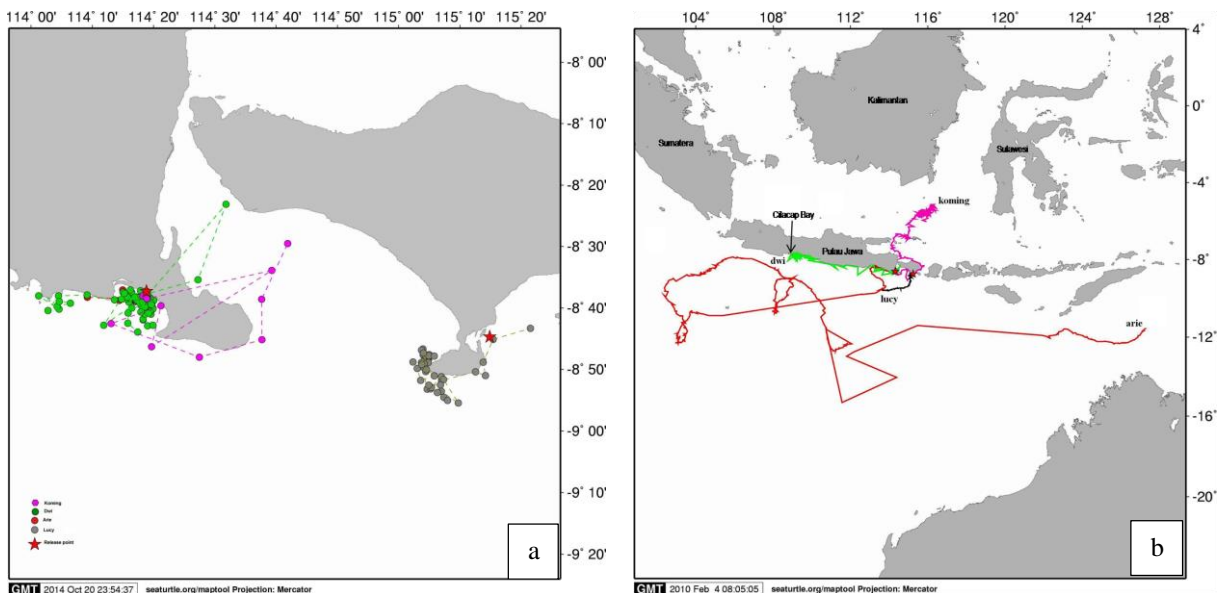 114° 00' 114° 10' 114° 20' 114° 30' 114° 40' 114° 50' 115° 00' 115° 10' 115° 20'
-8° 00'
-8° 10'
-8° 20'
-8° 30'
-8° 40'
-8° 50'
-9° 00'
-9° 10'
-9° 20'
Koming
Dwi
Arie
Lucy
Release point
a
GMT 2014 Oct 20 23:54:37 seaturtle.org/maptool Projection: Mercator
104° 108° 112° 116° 120° 124° 128°
4°
0°
-4°
-8°
-12°
-16°
-20°
Kalimantan
Sumatera
Sulawesi
koming
Cilacap Bay
Pulau Jawa
dwi
lucy
arie
b
GMT 2010 Feb 4 08:05:05 seaturtle.org/maptool Projection: Mercator